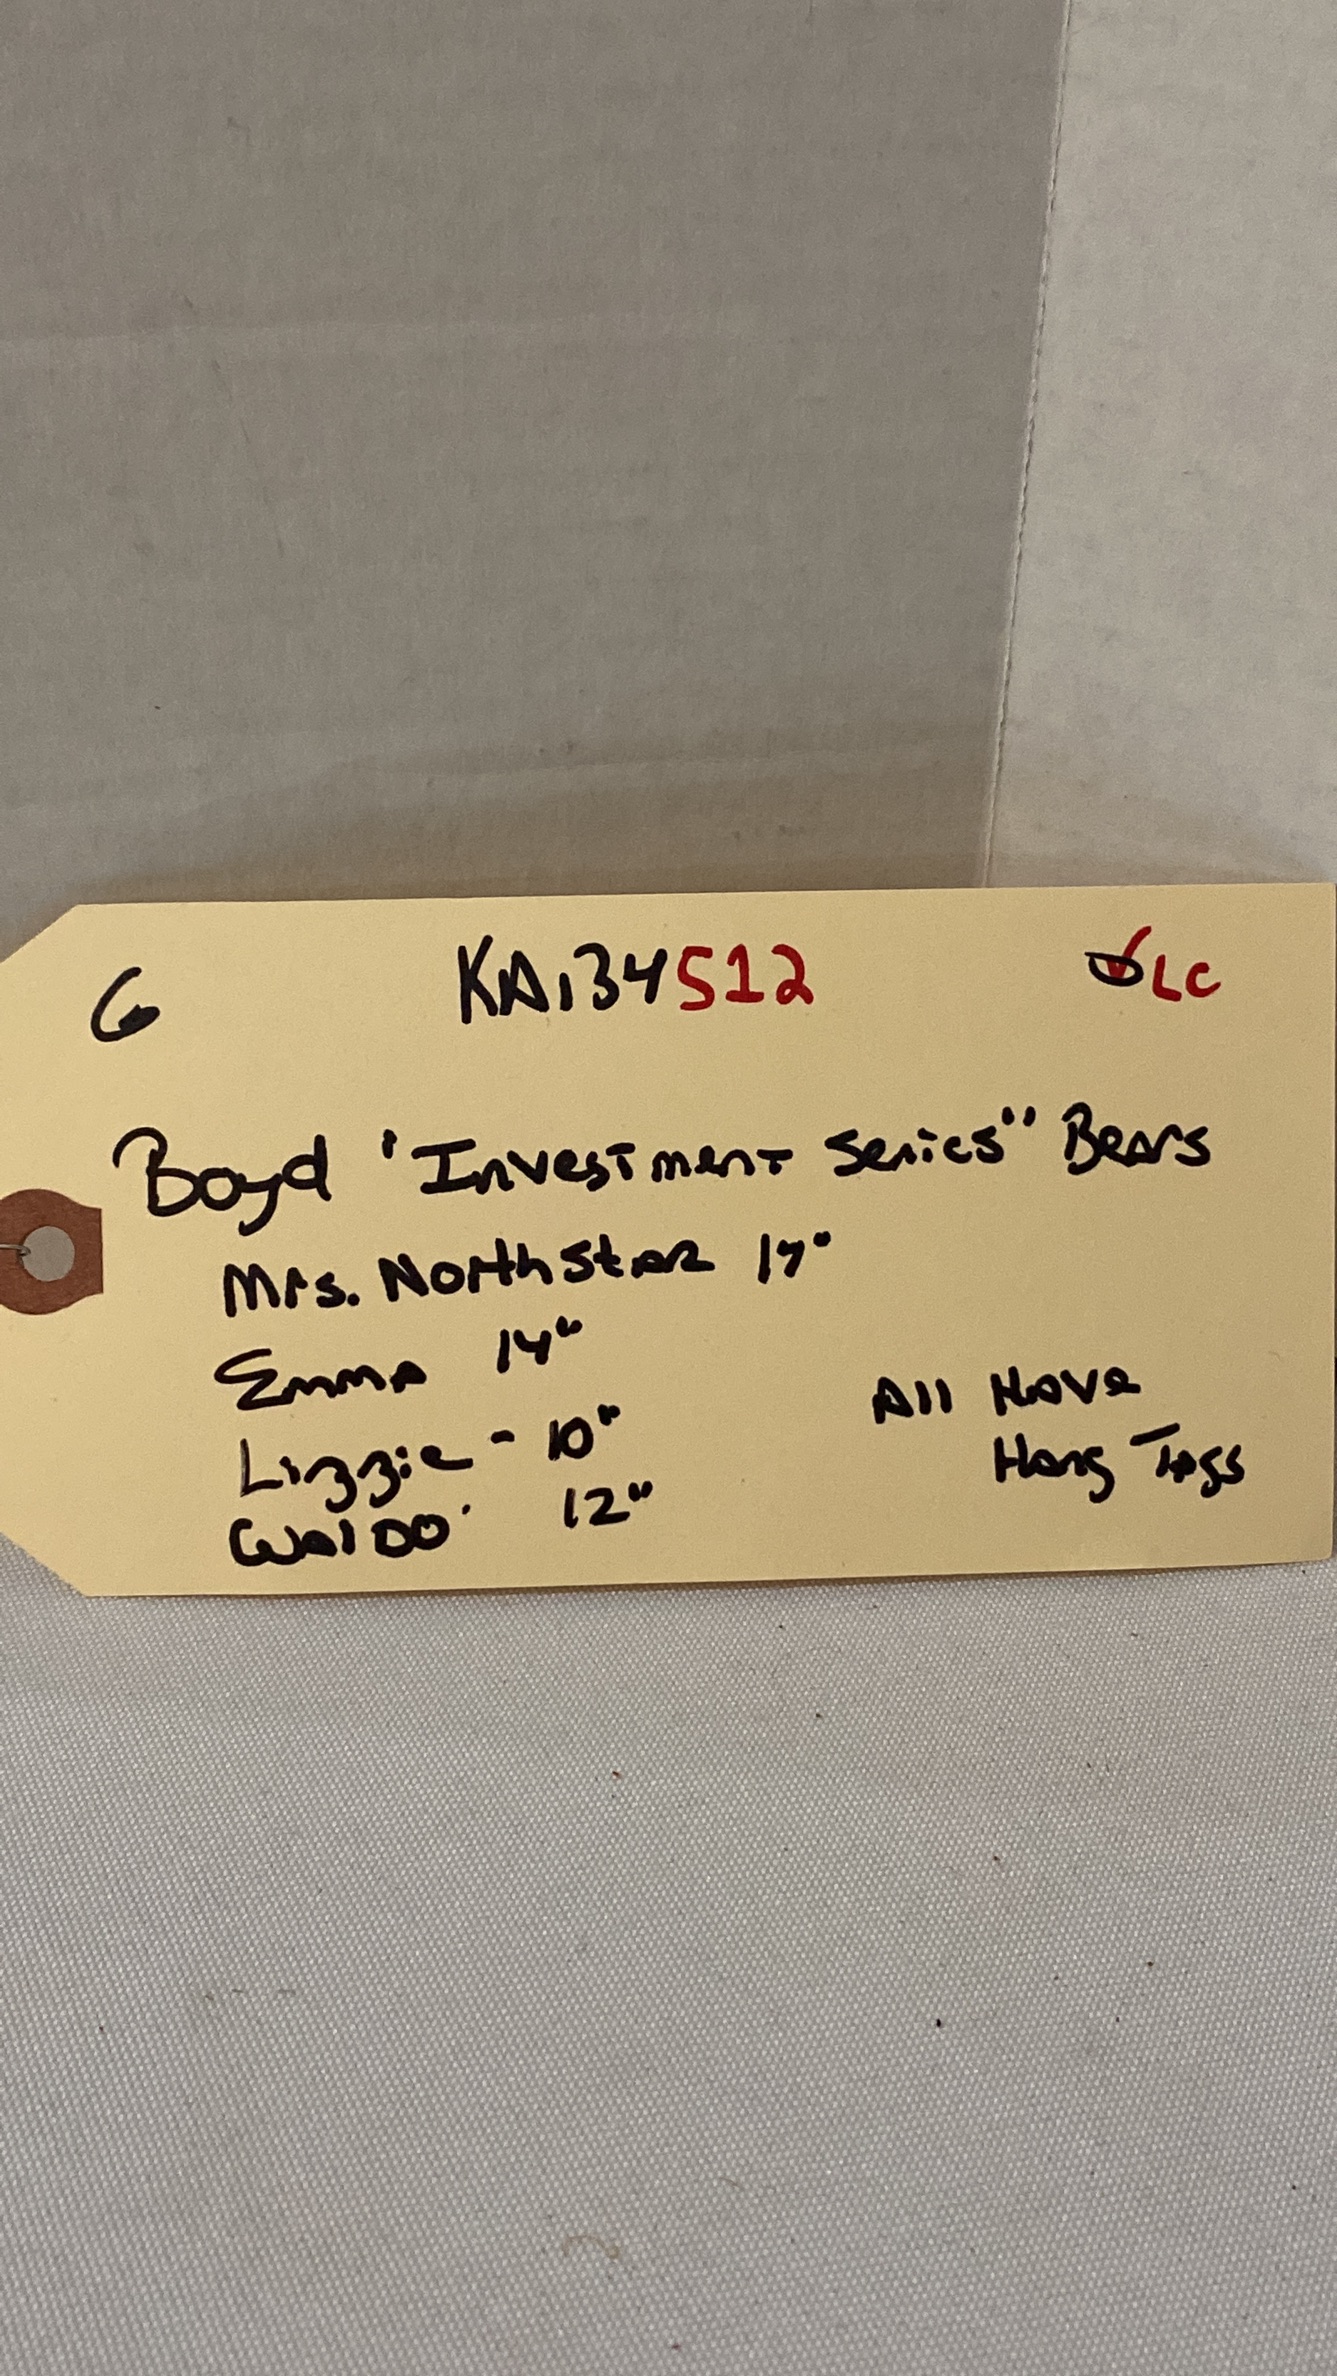 6 KA134512 LC
Boyd "Investment Series" Bears
Mrs. Northstar 14"
Emma 14"
Lizzie - 10"
Waldo 12"
All Have
Hang Tags